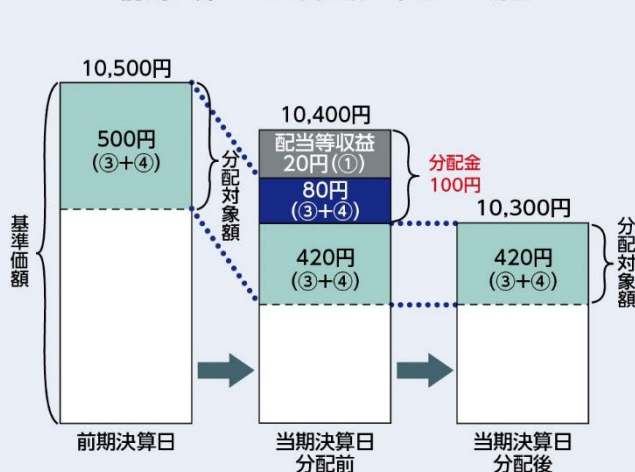 10,500円
500円
(③+④)
分配対象額
基準価額
前期決算日
10,400円
配当等収益
20円(①)
80円
(③+④)
420円
(③+④)
分配金
100円
当期決算日
分配前
10,300円
420円
(③+④)
分配対象額
当期決算日
分配後